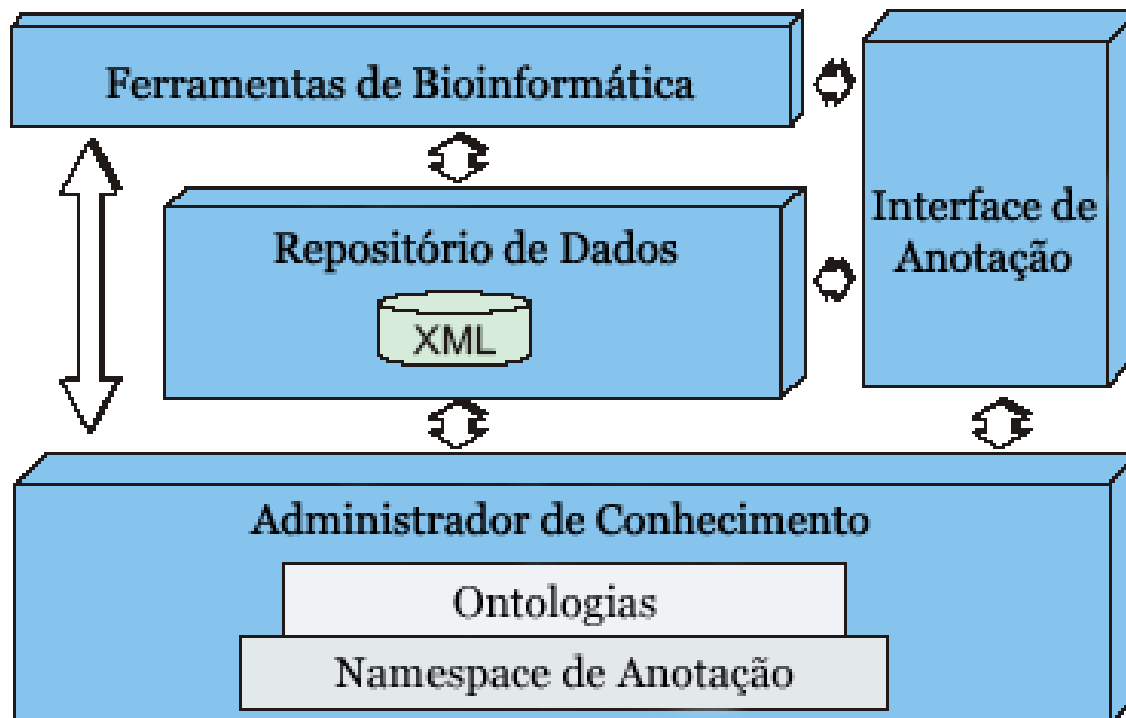 Ferramentas de Bioinformática
Interface de
Anotação
Repositório de Dados
XML
Administrador de Conhecimento
Ontologias
Namespace de Anotação